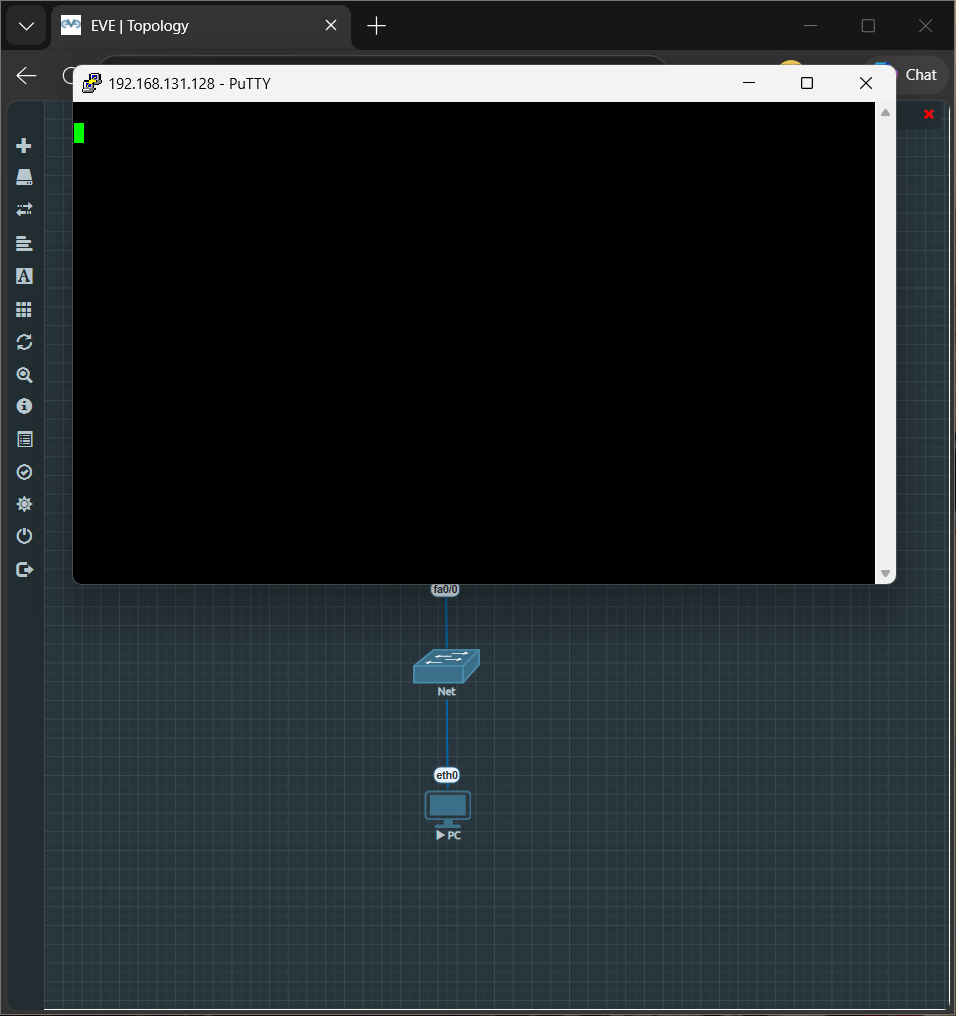 EVE | Topology
Chat
192.168.131.128 - PuTTY
A
fa0/0
Net
eth0
PC